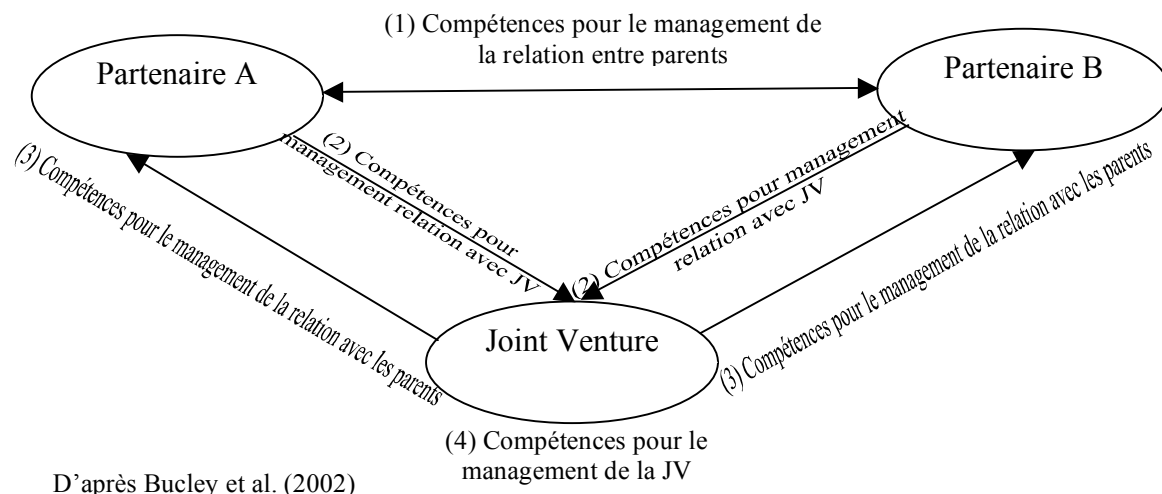 (1) Compétences pour le management de
la relation entre parents
Partenaire A
Partenaire B
(2) Compétences pour
management relation avec JV
(2) Compétences pour management
relation avec JV
(3) Compétences pour le management de la relation avec les parents
(3) Compétences pour le management de la relation avec les parents
Joint Venture
(4) Compétences pour le
management de la JV
D'après Bucley et al. (2002)